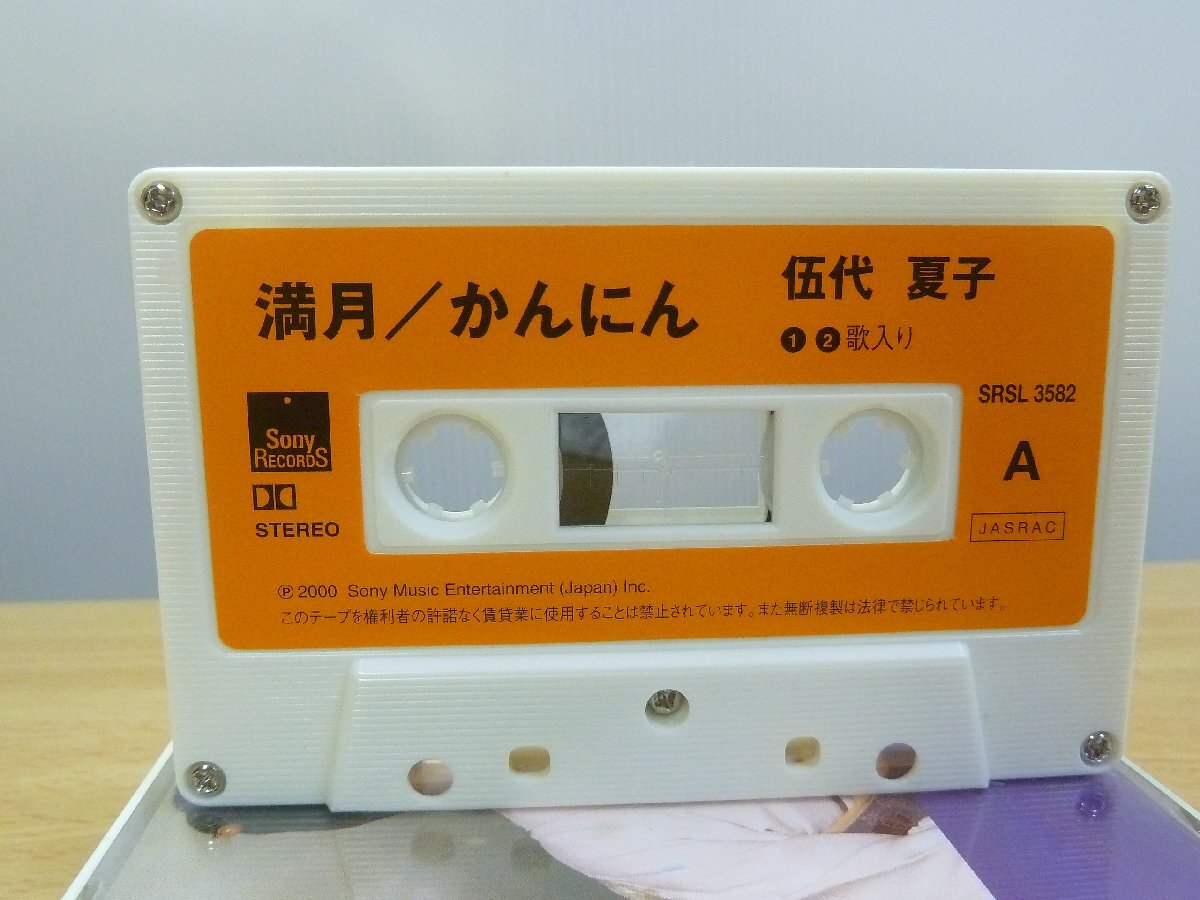 満月／かんにん
伍代 夏子
❶ ❷ 歌入り
SRSL 3582
Sony
RECORDS
A
STEREO
JASRAC
℗ 2000 Sony Music Entertainment (Japan) Inc.
このテープを権利者の許諾なく賃貸業に使用することは禁止されています。また無断複製は法律で禁じられています。